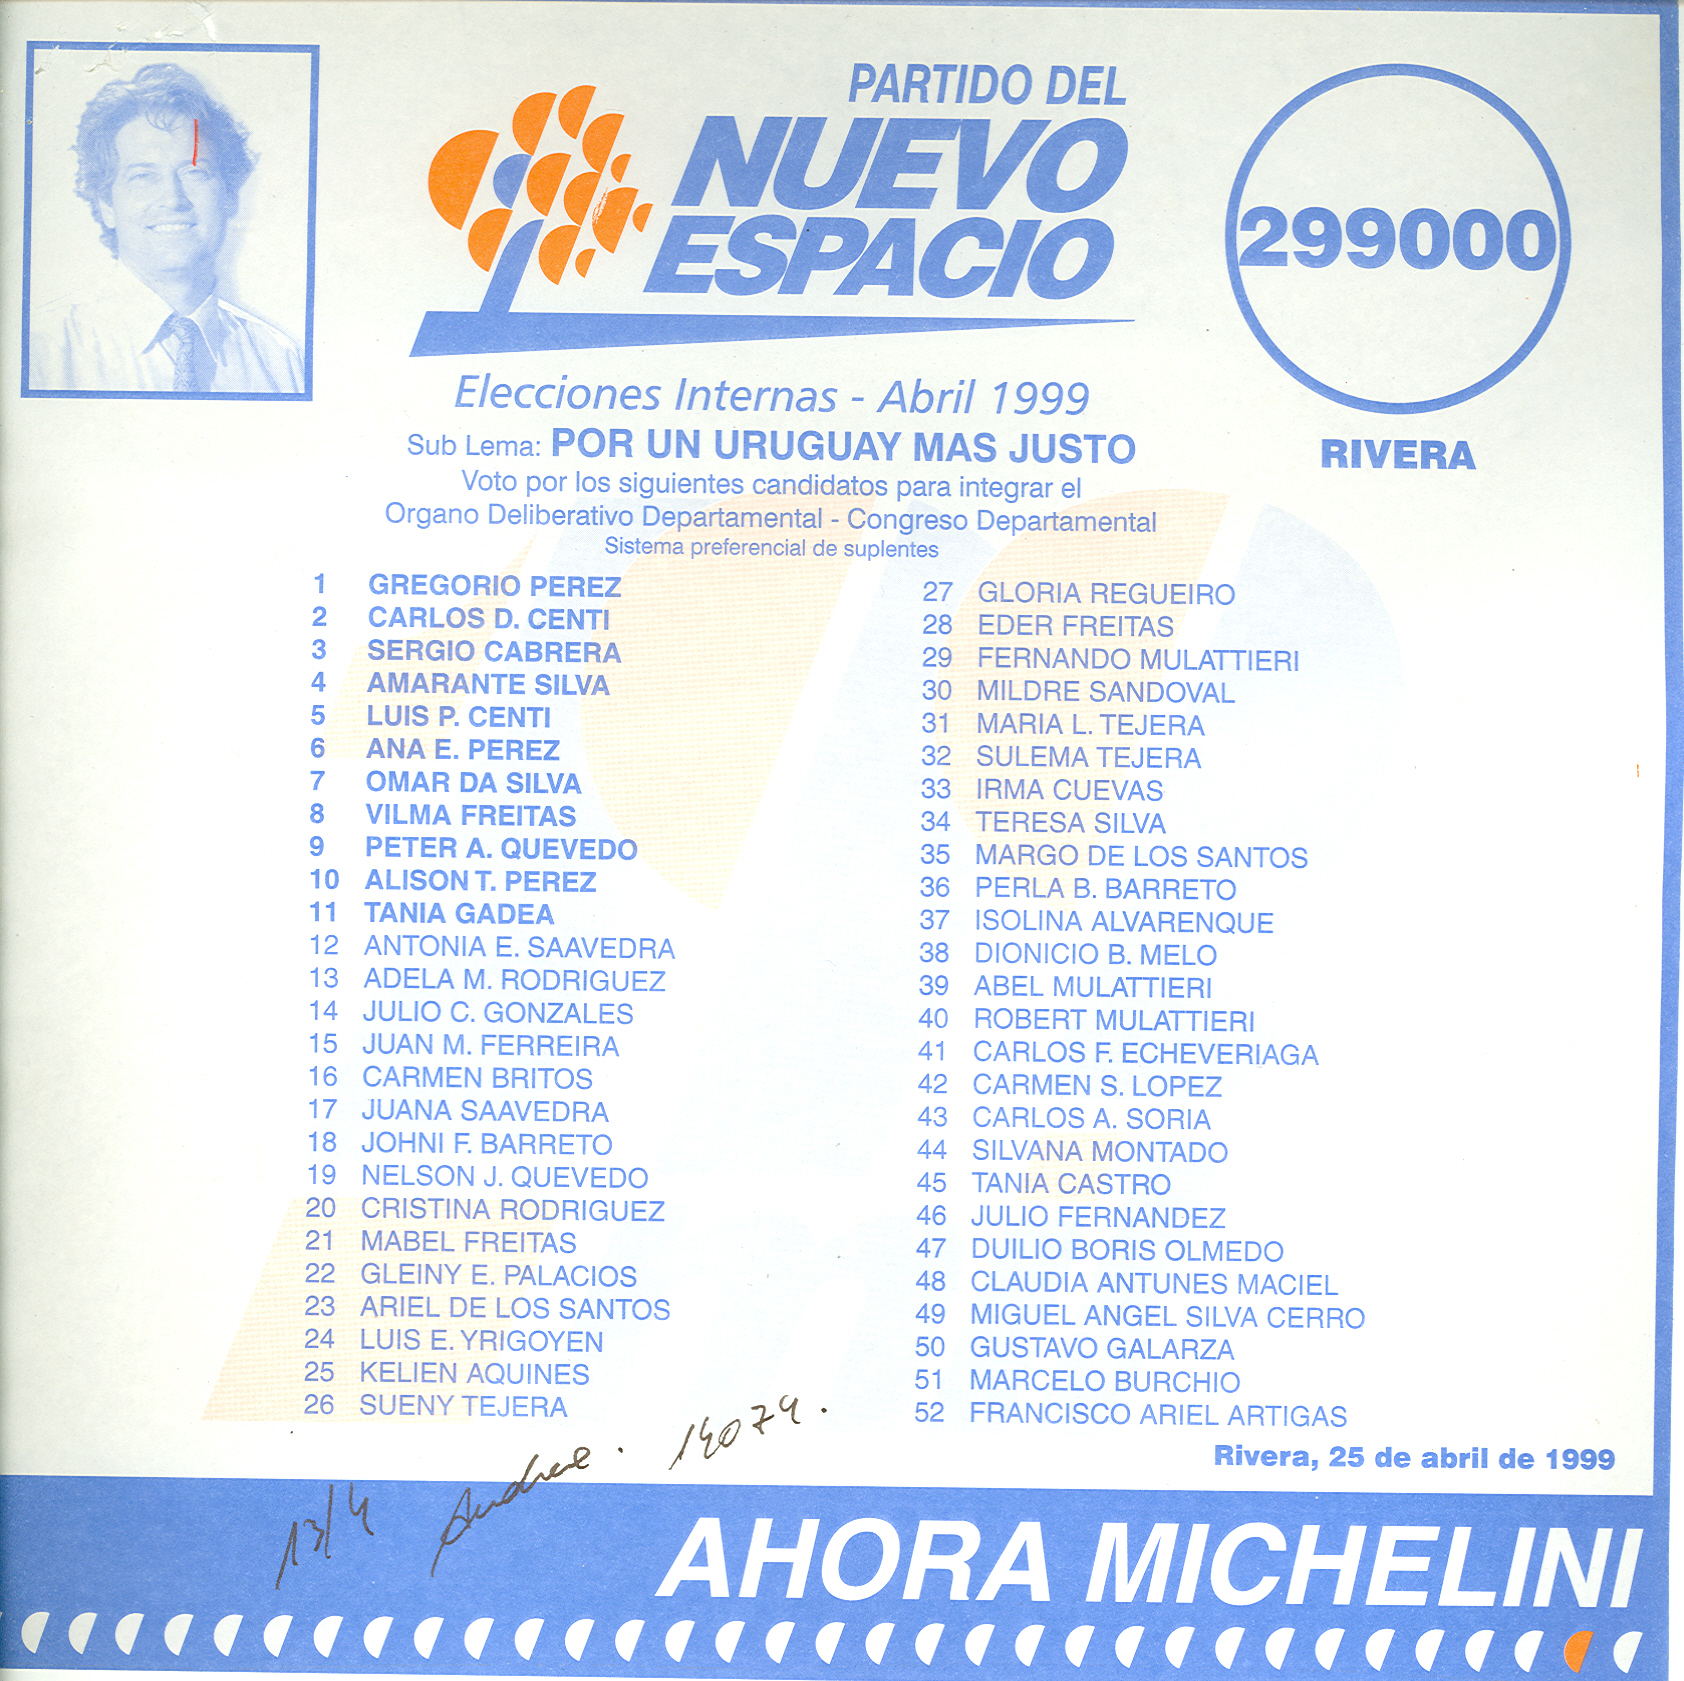 PARTIDO DEL
NUEVO
ESPACIO
299000
RIVERA
Elecciones Internas - Abril 1999
Sub Lema: POR UN URUGUAY MAS JUSTO
Voto por los siguientes candidatos para integrar el
Organo Deliberativo Departamental - Congreso Departamental
Sistema preferencial de suplentes
1 GREGORIO PEREZ
2 CARLOS D. CENTI
3 SERGIO CABRERA
4 AMARANTE SILVA
5 LUIS P. CENTI
6 ANA E. PEREZ
7 OMAR DA SILVA
8 VILMA FREITAS
9 PETER A. QUEVEDO
10 ALISON T. PEREZ
11 TANIA GADEA
12 ANTONIA E. SAAVEDRA
13 ADELA M. RODRIGUEZ
14 JULIO C. GONZALES
15 JUAN M. FERREIRA
16 CARMEN BRITOS
17 JUANA SAAVEDRA
18 JOHNI F. BARRETO
19 NELSON J. QUEVEDO
20 CRISTINA RODRIGUEZ
21 MABEL FREITAS
22 GLEINY E. PALACIOS
23 ARIEL DE LOS SANTOS
24 LUIS E. YRIGOYEN
25 KELIEN AQUINES
26 SUENY TEJERA
27 GLORIA REGUEIRO
28 EDER FREITAS
29 FERNANDO MULATTIERI
30 MILDRE SANDOVAL
31 MARIA L. TEJERA
32 SULEMA TEJERA
33 IRMA CUEVAS
34 TERESA SILVA
35 MARGO DE LOS SANTOS
36 PERLA B. BARRETO
37 ISOLINA ALVARENQUE
38 DIONICIO B. MELO
39 ABEL MULATTIERI
40 ROBERT MULATTIERI
41 CARLOS F. ECHEVERIAGA
42 CARMEN S. LOPEZ
43 CARLOS A. SORIA
44 SILVANA MONTADO
45 TANIA CASTRO
46 JULIO FERNANDEZ
47 DUILIO BORIS OLMEDO
48 CLAUDIA ANTUNES MACIEL
49 MIGUEL ANGEL SILVA CERRO
50 GUSTAVO GALARZA
51 MARCELO BURCHIO
52 FRANCISCO ARIEL ARTIGAS
Rivera, 25 de abril de 1999
13/4
AHORA MICHELINI